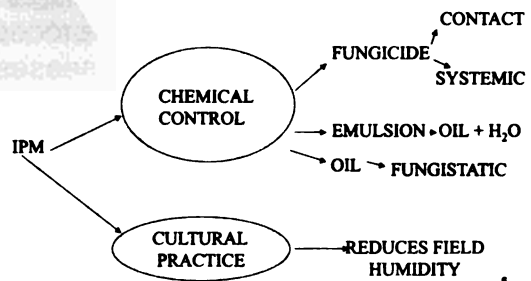 CONTACT
FUNGICIDE
SYSTEMIC
CHEMICAL
CONTROL
EMULSION OIL + H₂O
IPM
OIL FUNGISTATIC
CULTURAL
PRACTICE
REDUCES FIELD
HUMIDITY